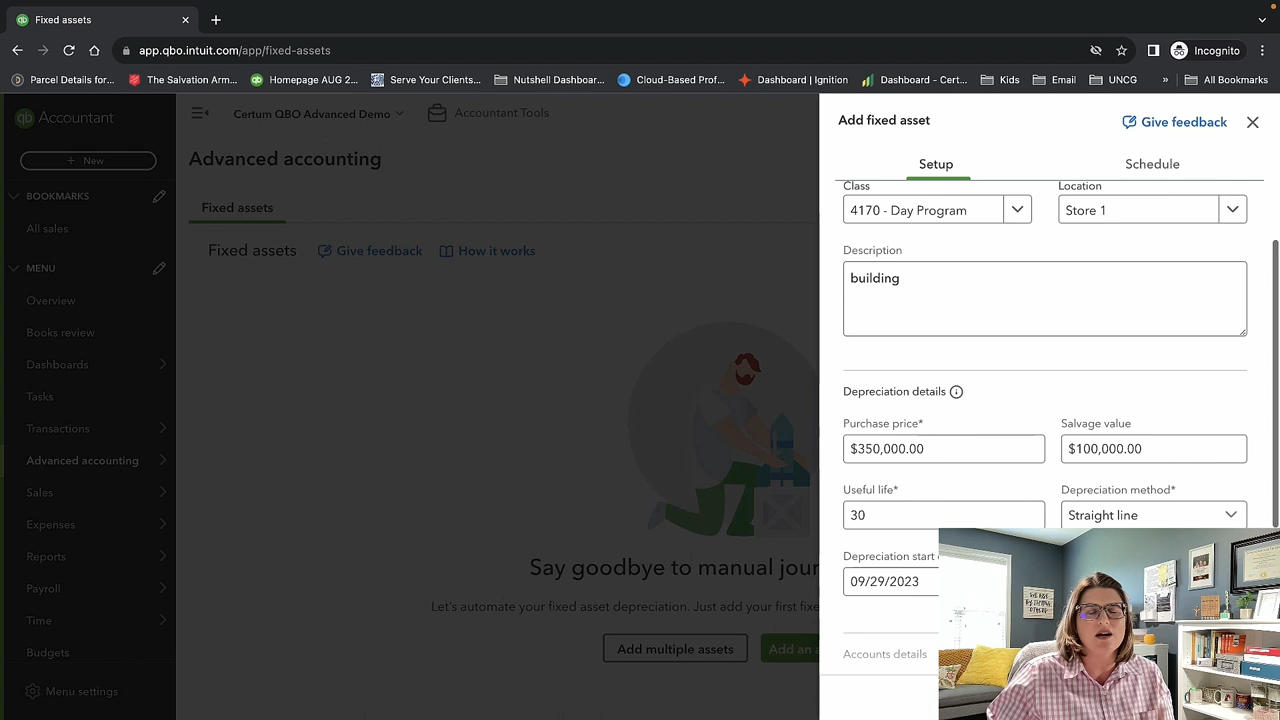 Fixed assets
app.qbo.intuit.com/app/fixed-assets
Incognito
Parcel Details for...
The Salvation Arm...
Homepage AUG 2...
Serve Your Clients...
Nutshell Dashboar...
Cloud-Based Prof...
Dashboard | Ignition
Dashboard - Cert...
Kids
Email
UNCG
»
All Bookmarks
qb Accountant
Certum QBO Advanced Demo
Accountant Tools
Add fixed asset
Give feedback
+ New
Advanced accounting
Setup
Schedule
BOOKMARKS
All sales
Fixed assets
Class
Location
4170 - Day Program
Store 1
Fixed assets
Give feedback
How it works
Description
building
MENU
Overview
Books review
Dashboards
Tasks
Transactions
Advanced accounting
Sales
Expenses
Reports
Payroll
Time
Budgets
Menu settings
Depreciation details
Purchase price*
Salvage value
$350,000.00
$100,000.00
Useful life*
Depreciation method*
30
Straight line
Depreciation start
09/29/2023
Say goodbye to manual jour
Let's automate your fixed asset depreciation. Just add your first fixe
Add multiple assets
Add an a
Accounts details